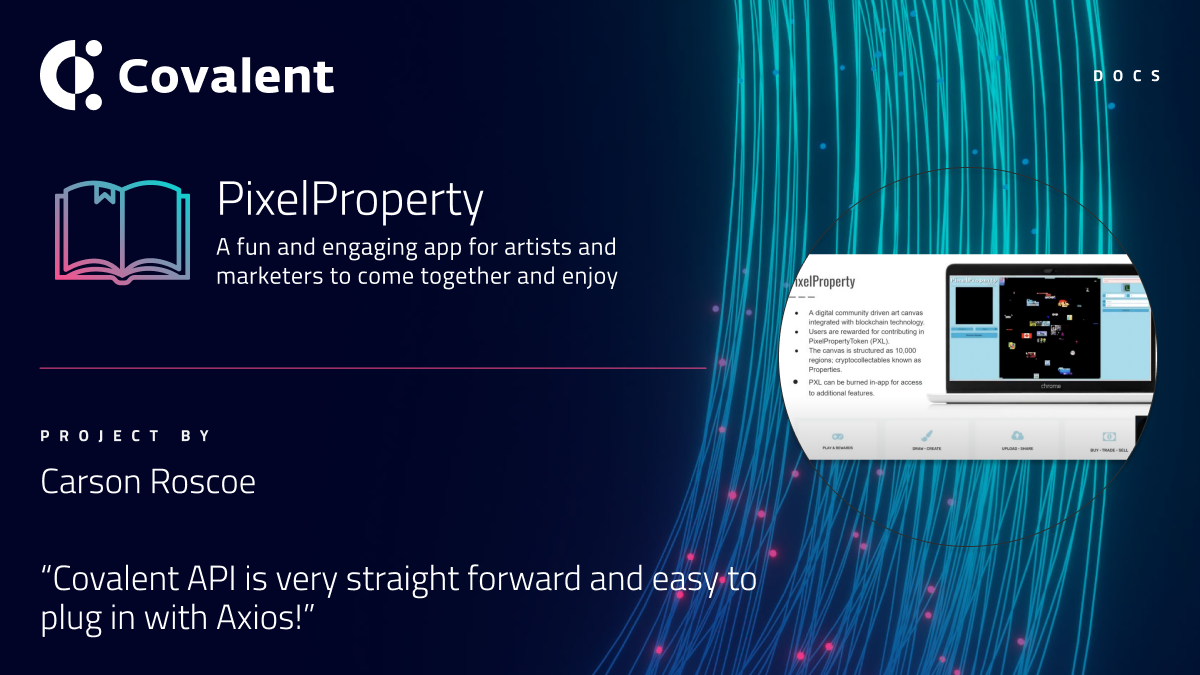 Covalent
DOCS
PixelProperty
A fun and engaging app for artists and
marketers to come together and enjoy
PROJECT BY
Carson Roscoe
“Covalent API is very straight forward and easy to
plug in with Axios!”
ixelProperty
• A digital community driven art canvas
integrated with blockchain technology.
• Users are rewarded for contributing in
PixelPropertyToken (PXL).
• The canvas is structured as 10,000
regions; cryptocollectables known as
Properties.
• PXL can be burned in-app for access
to additional features.
PixelProperty
chrome
PLAY & REWARDS
DRAW - CREATE
UPLOAD - SHARE
BUY - TRADE - SELL